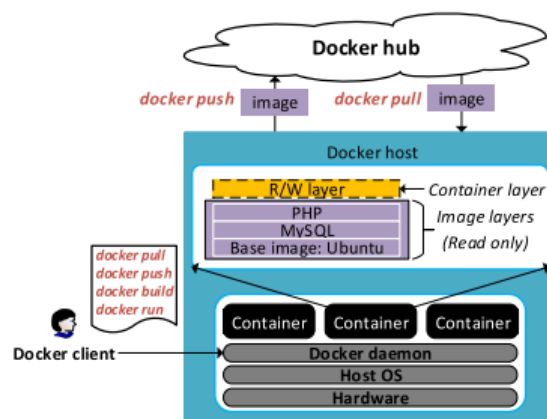 Docker hub
docker push
image
docker pull
image
Docker host
R/W layer
Container layer
PHP
MySQL
Base image: Ubuntu
Image layers
(Read only)
docker pull
docker push
docker build
docker run
Container
Container
Container
Docker client
Docker daemon
Host OS
Hardware